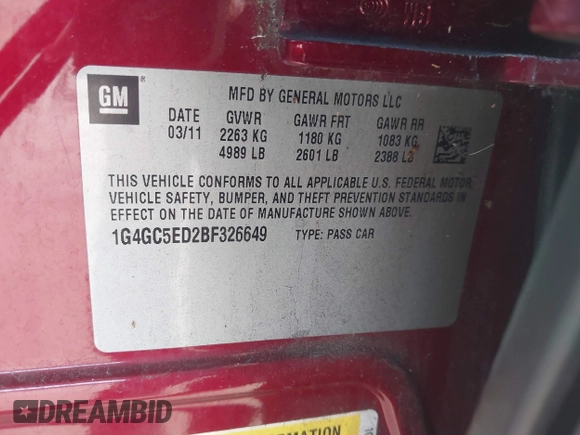 GM ®
MFD BY GENERAL MOTORS LLC
DATE GVWR GAWR FRT GAWR RR
03/11 2263 KG 1180 KG 1083 KG
4989 LB 2601 LB 2388 LB
THIS VEHICLE CONFORMS TO ALL APPLICABLE U.S. FEDERAL MOTOR
VEHICLE SAFETY, BUMPER, AND THEFT PREVENTION STANDARDS IN
EFFECT ON THE DATE OF MANUFACTURE SHOWN ABOVE.
1G4GC5ED2BF326649 TYPE: PASS CAR
DREAMBID